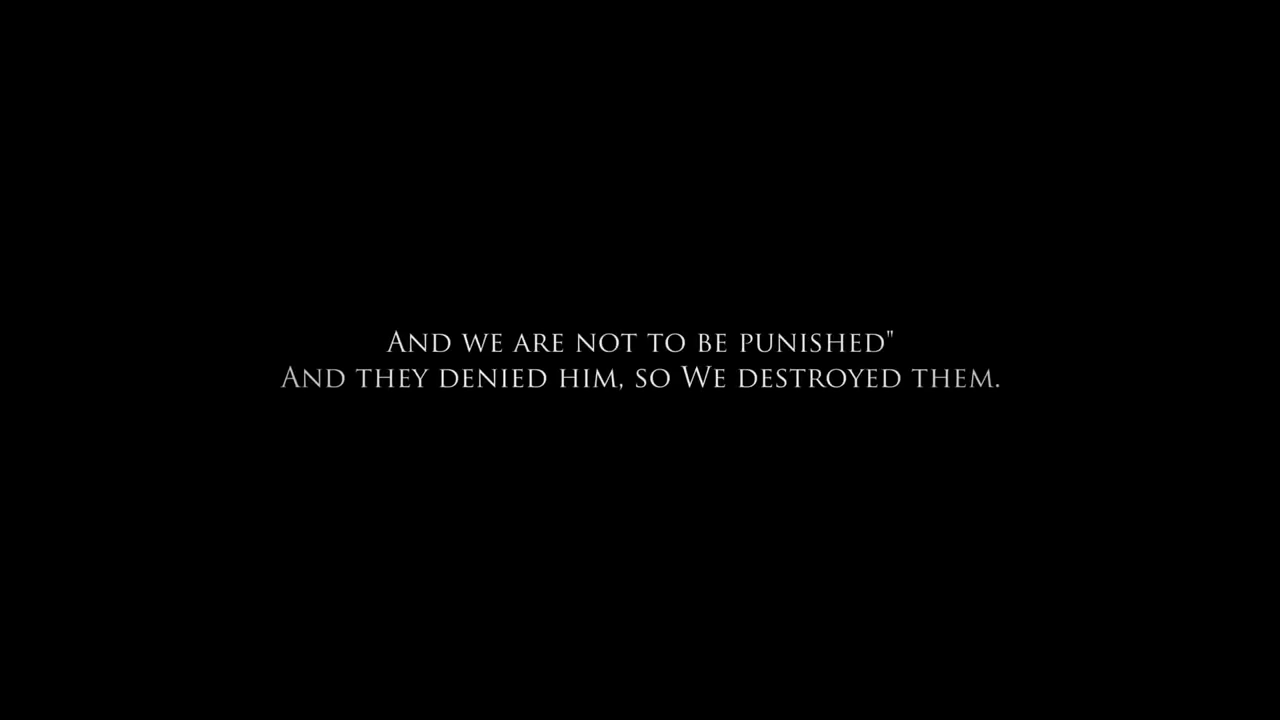 And we are not to be punished"
And they denied him, so We destroyed them.